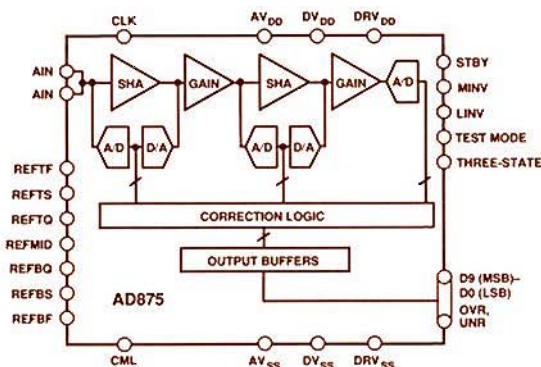 CLK
AVDD
DVDD
DRVDD
AIN
AIN
SHA
GAIN
SHA
GAIN
A/D
A/D
D/A
A/D
D/A
STBY
MINV
LINV
TEST MODE
THREE-STATE
REFTF
REFTS
REFTQ
REFMID
REFBQ
REFBS
REFBF
CORRECTION LOGIC
OUTPUT BUFFERS
AD875
D9 (MSB)–
D0 (LSB)
OVR,
UNR
CML
AVSS
DVSS
DRVSS